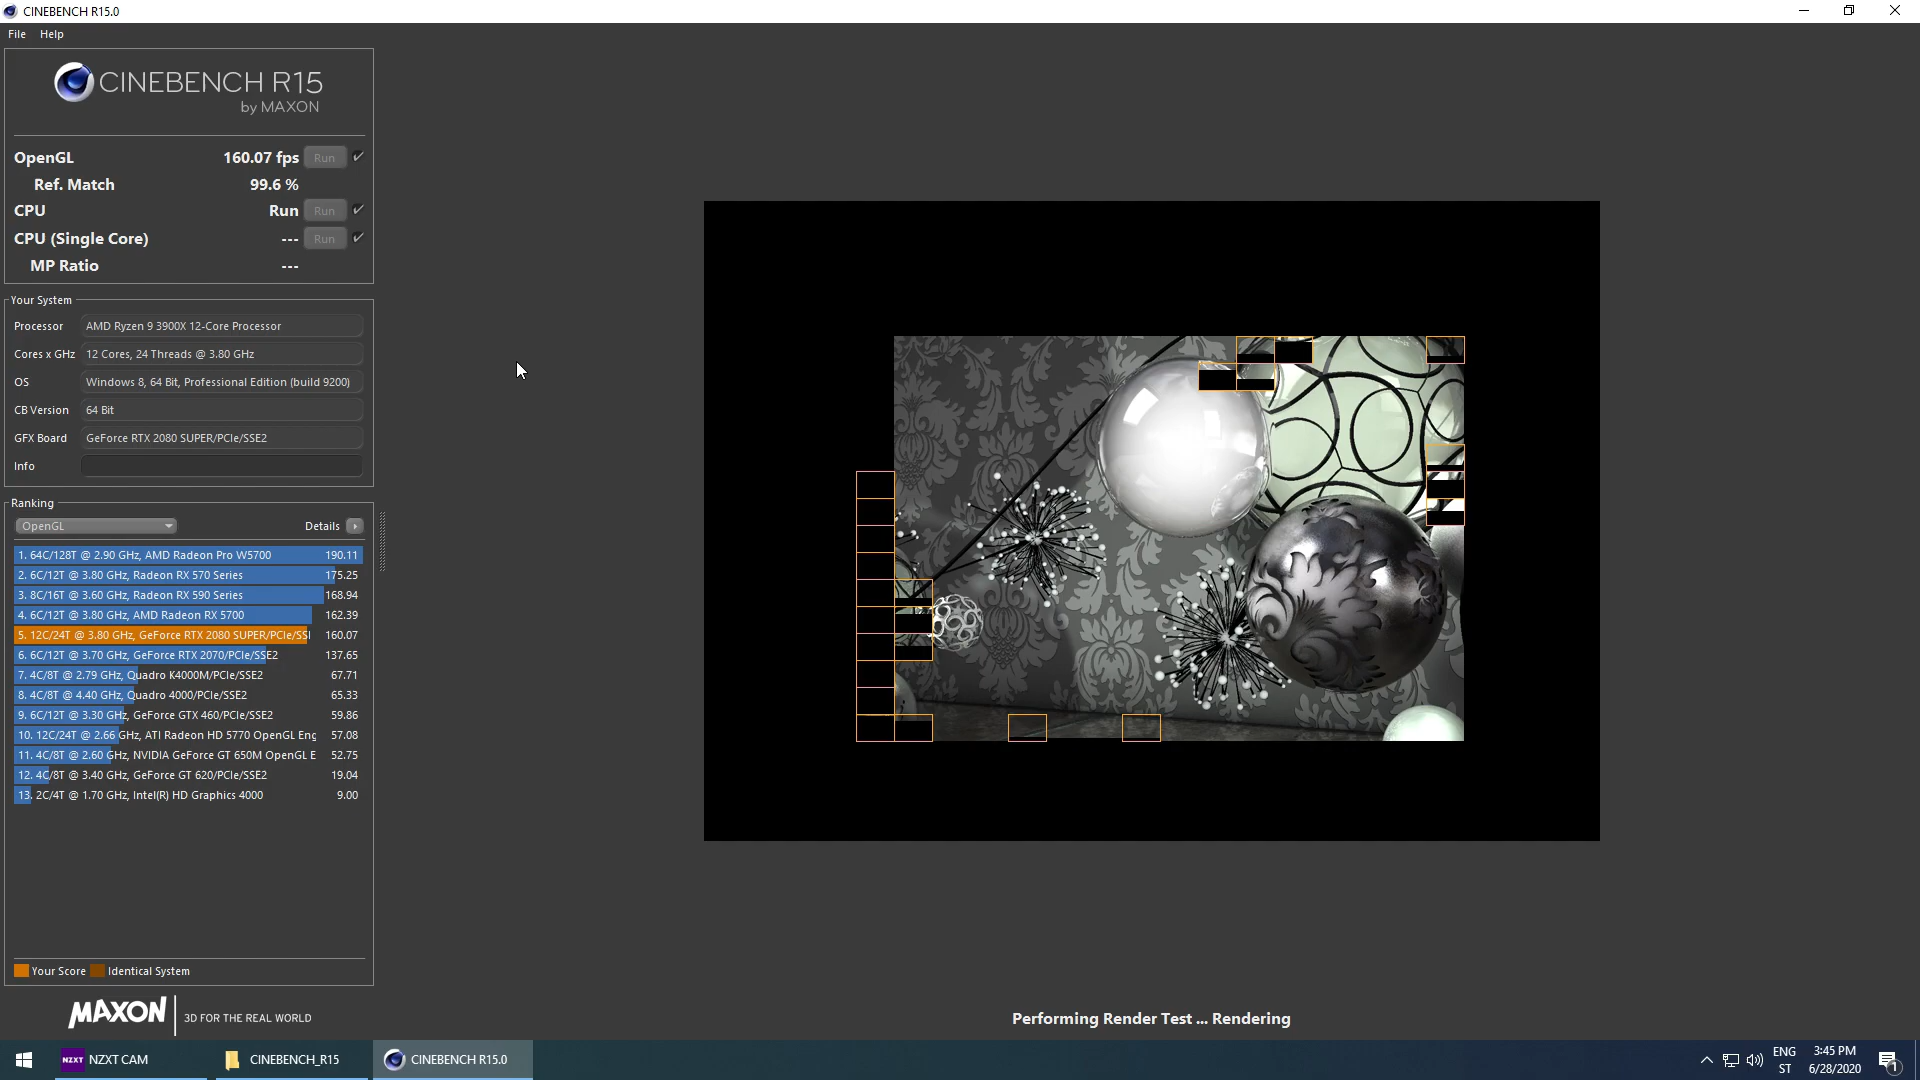 CINEBENCH R15.0
File Help
CINEBENCH R15
by MAXON
OpenGL 160.07 fps Run
Ref. Match 99.6 %
CPU Run Run
CPU (Single Core) --- Run
MP Ratio ---
Your System
Processor AMD Ryzen 9 3900X 12-Core Processor
Cores x GHz 12 Cores, 24 Threads @ 3.80 GHz
OS Windows 8, 64 Bit, Professional Edition (build 9200)
CB Version 64 Bit
GFX Board GeForce RTX 2080 SUPER/PCIe/SSE2
Info
Ranking
OpenGL Details
1. 64C/128T @ 2.90 GHz, AMD Radeon Pro W5700 190.11
2. 6C/12T @ 3.80 GHz, Radeon RX 570 Series 175.25
3. 8C/16T @ 3.60 GHz, Radeon RX 590 Series 168.94
4. 6C/12T @ 3.80 GHz, AMD Radeon RX 5700 162.39
5. 12C/24T @ 3.80 GHz, GeForce RTX 2080 SUPER/PCIe/SSI 160.07
6. 6C/12T @ 3.70 GHz, GeForce RTX 2070/PCIe/SSE2 137.65
7. 4C/8T @ 2.79 GHz, Quadro K4000M/PCIe/SSE2 67.71
8. 4C/8T @ 4.40 GHz, Quadro 4000/PCIe/SSE2 65.33
9. 6C/12T @ 3.30 GHz, GeForce GTX 460/PCIe/SSE2 59.86
10. 12C/24T @ 2.66 GHz, ATI Radeon HD 5770 OpenGL Eng 57.08
11. 4C/8T @ 2.60 GHz, NVIDIA GeForce GT 650M OpenGL E 52.75
12. 4C/8T @ 3.40 GHz, GeForce GT 620/PCIe/SSE2 19.04
13. 2C/4T @ 1.70 GHz, Intel(R) HD Graphics 4000 9.00
Your Score Identical System
MAXON 3D FOR THE REAL WORLD
Performing Render Test ... Rendering
NZXT NZXT CAM CINEBENCH_R15 CINEBENCH R15.0
ENG 3:45 PM
ST 6/28/2020 1